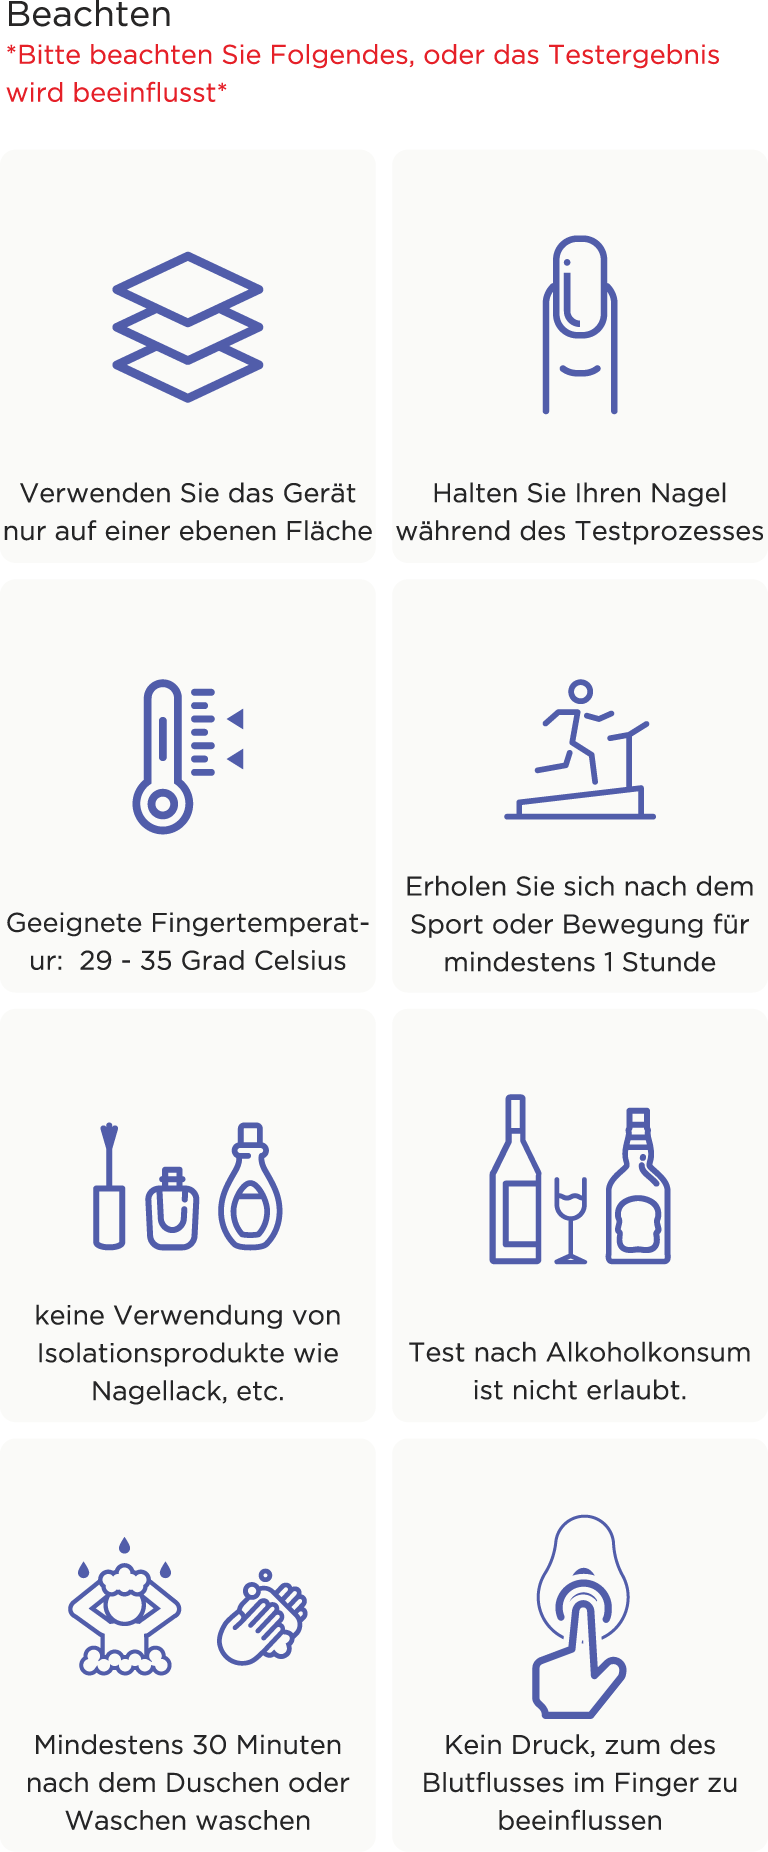 Beachten
*Bitte beachten Sie Folgendes, oder das Testergebnis
wird beeinflusst*
Verwenden Sie das Gerät
nur auf einer ebenen Fläche
Halten Sie Ihren Nagel
während des Testprozesses
Geeignete Fingertemperat-
ur:  29 - 35 Grad Celsius
Erholen Sie sich nach dem
Sport oder Bewegung für
mindestens 1 Stunde
keine Verwendung von
Isolationsprodukte wie
Nagellack, etc.
Test nach Alkoholkonsum
ist nicht erlaubt.
Mindestens 30 Minuten
nach dem Duschen oder
Waschen waschen
Kein Druck, zum des
Blutflusses im Finger zu
beeinflussen